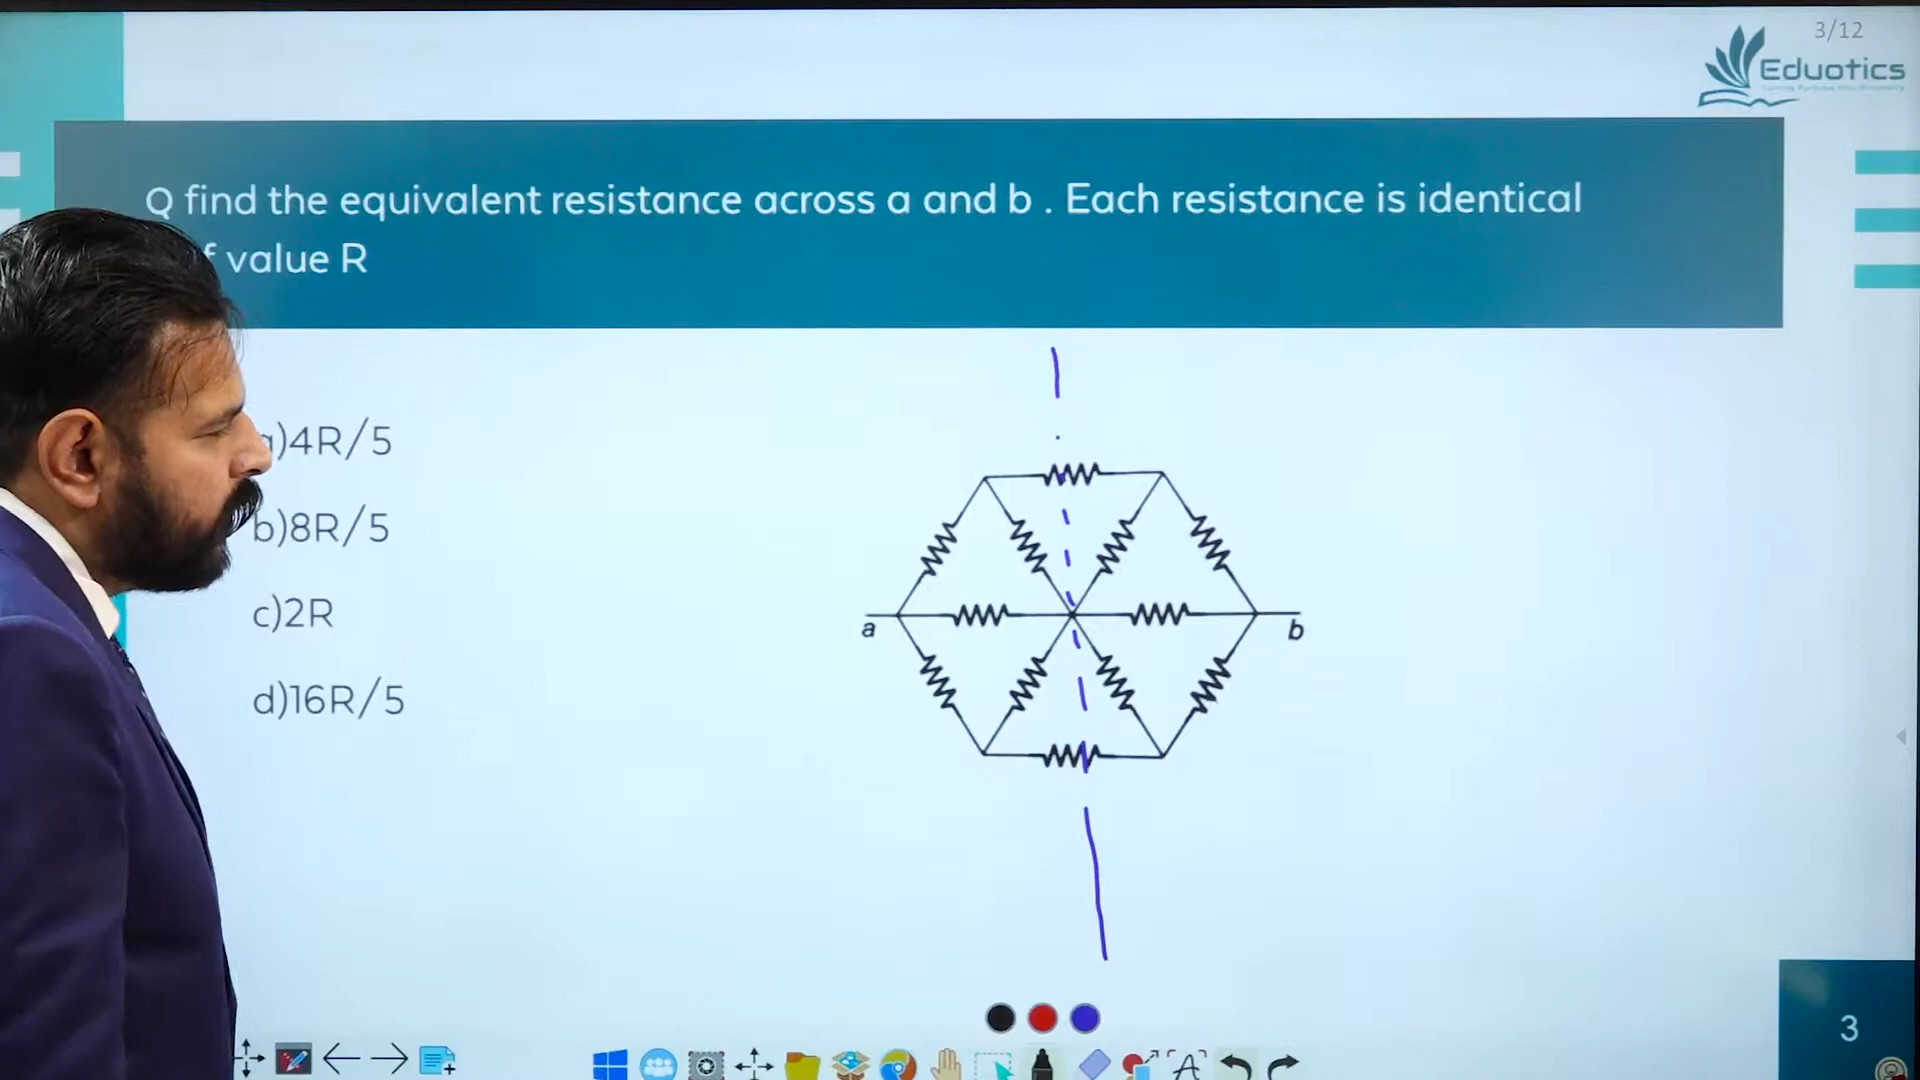 3/12
Eduotics
Q find the equivalent resistance across a and b . Each resistance is identical
f value R
a)4R/5
b)8R/5
c)2R
d)16R/5
a
b
3
A